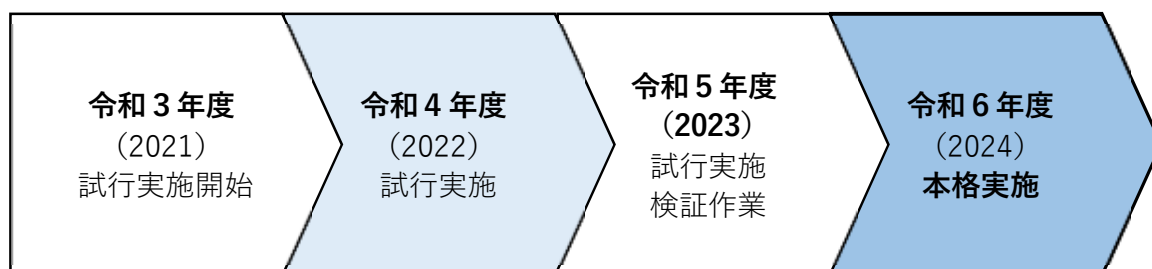 令和３年度
（2021）
試行実施開始
令和４年度
（2022）
試行実施
令和５年度
（2023）
試行実施
検証作業
令和６年度
（2024）
本格実施